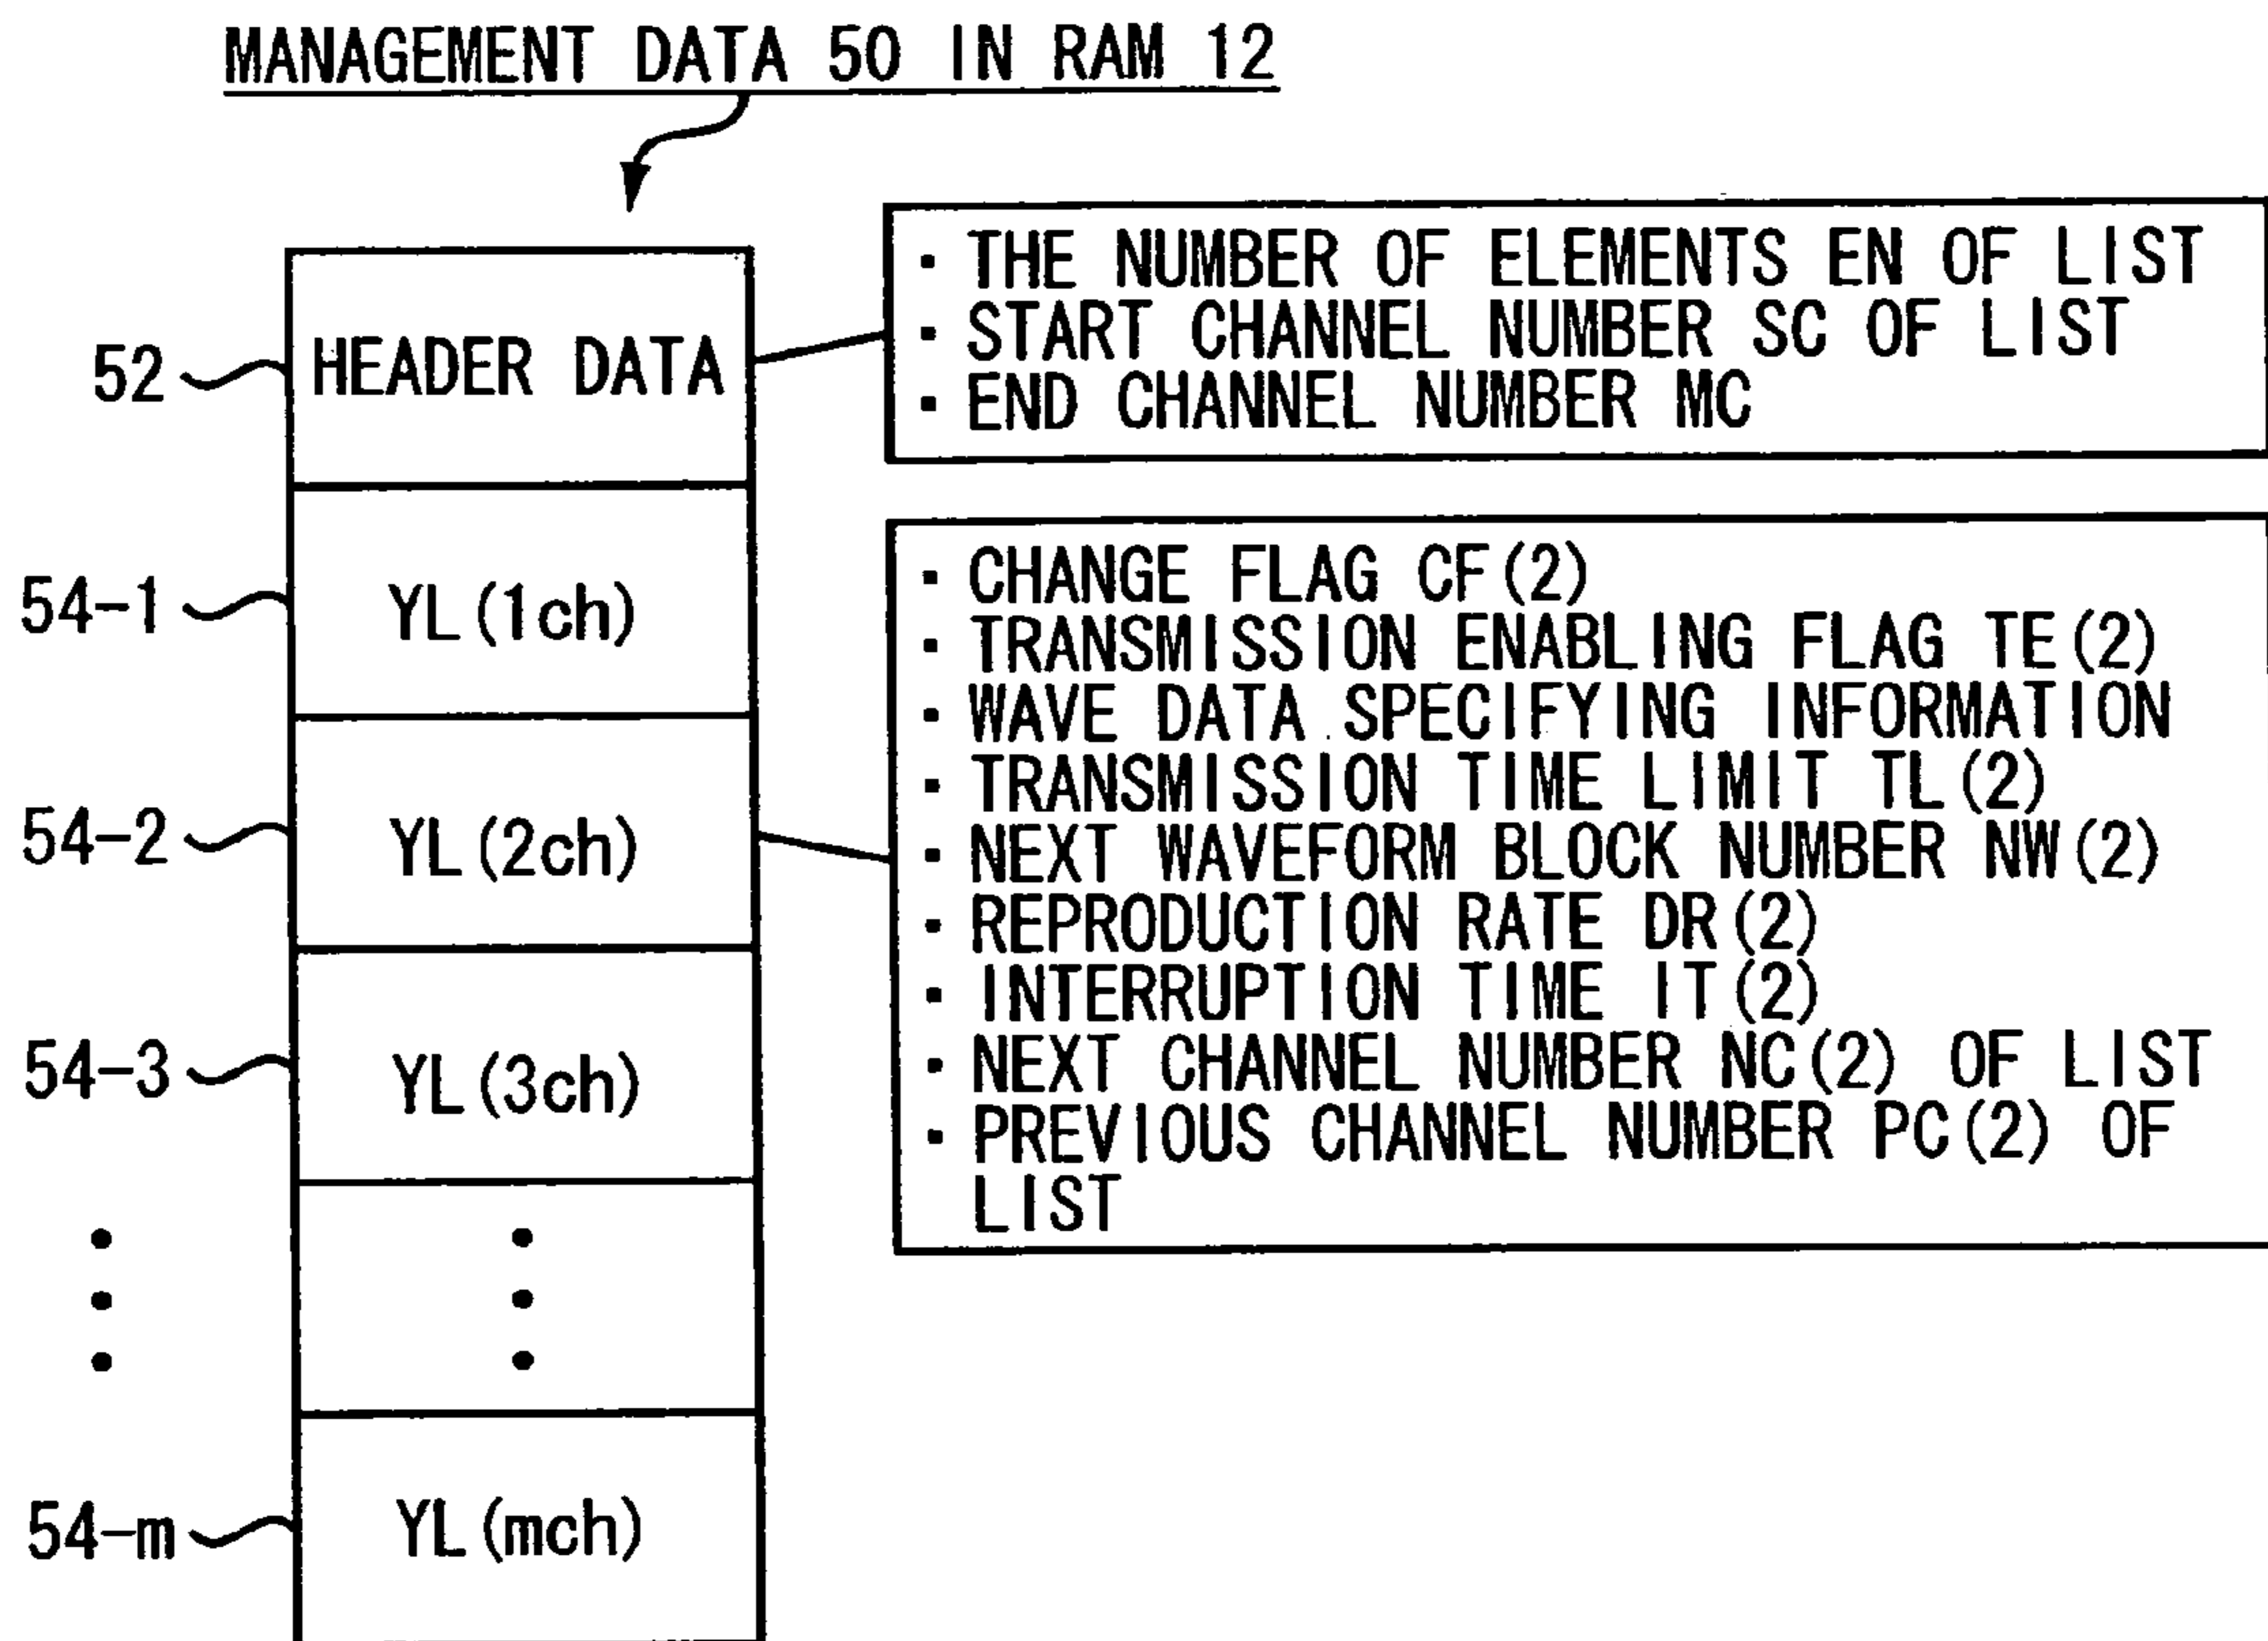 MANAGEMENT DATA 50 IN RAM 12
52
HEADER DATA
· THE NUMBER OF ELEMENTS EN OF LIST
· START CHANNEL NUMBER SC OF LIST
· END CHANNEL NUMBER MC
54-1
YL(1ch)
54-2
YL(2ch)
· CHANGE FLAG CF(2)
· TRANSMISSION ENABLING FLAG TE(2)
· WAVE DATA SPECIFYING INFORMATION
· TRANSMISSION TIME LIMIT TL(2)
· NEXT WAVEFORM BLOCK NUMBER NW(2)
· REPRODUCTION RATE DR(2)
· INTERRUPTION TIME IT(2)
· NEXT CHANNEL NUMBER NC(2) OF LIST
· PREVIOUS CHANNEL NUMBER PC(2) OF
LIST
54-3
YL(3ch)
54-m
YL(mch)